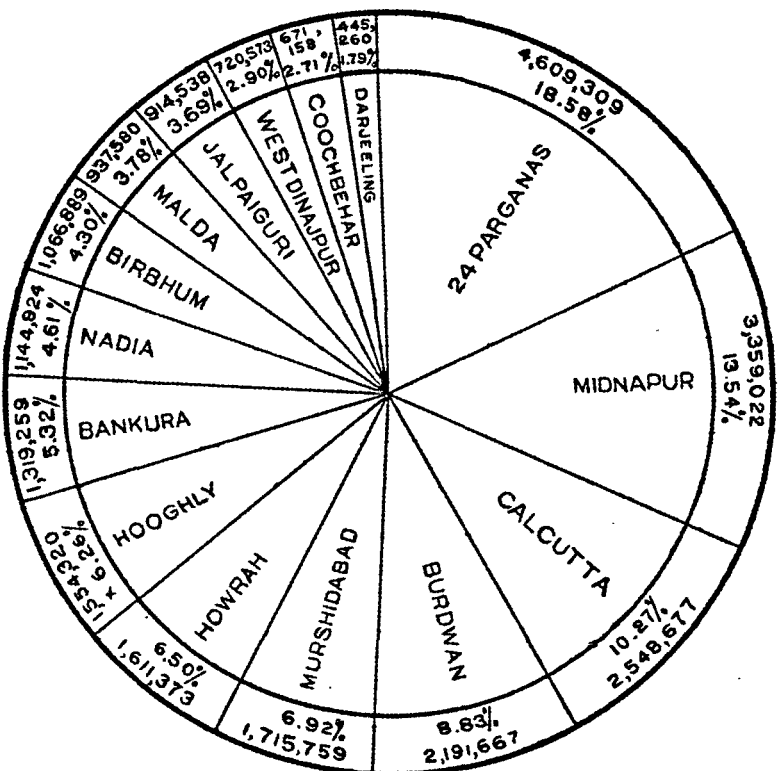 4,609,309
18.58%
24 PARGANAS
3,359,022
13.54%
MIDNAPUR
CALCUTTA
10.27%
2,548,677
BURDWAN
8.83%
2,191,667
MURSHIDABAD
6.92%
1,715,759
HOWRAH
6.50%
1,611,373
HOOGHLY
1,554,320
× 6.26%
BANKURA
1,319,259
5.32%
NADIA
1,144,924
4.61%
BIRBHUM
1,066,889
4.30%
MALDA
937,580
3.78%
JALPAIGURI
914,538
3.69%
WEST DINAJPUR
720,573
2.90%
COOCHBEHAR
671,
158
2.71%
DARJEELING
445,
260
1.79%